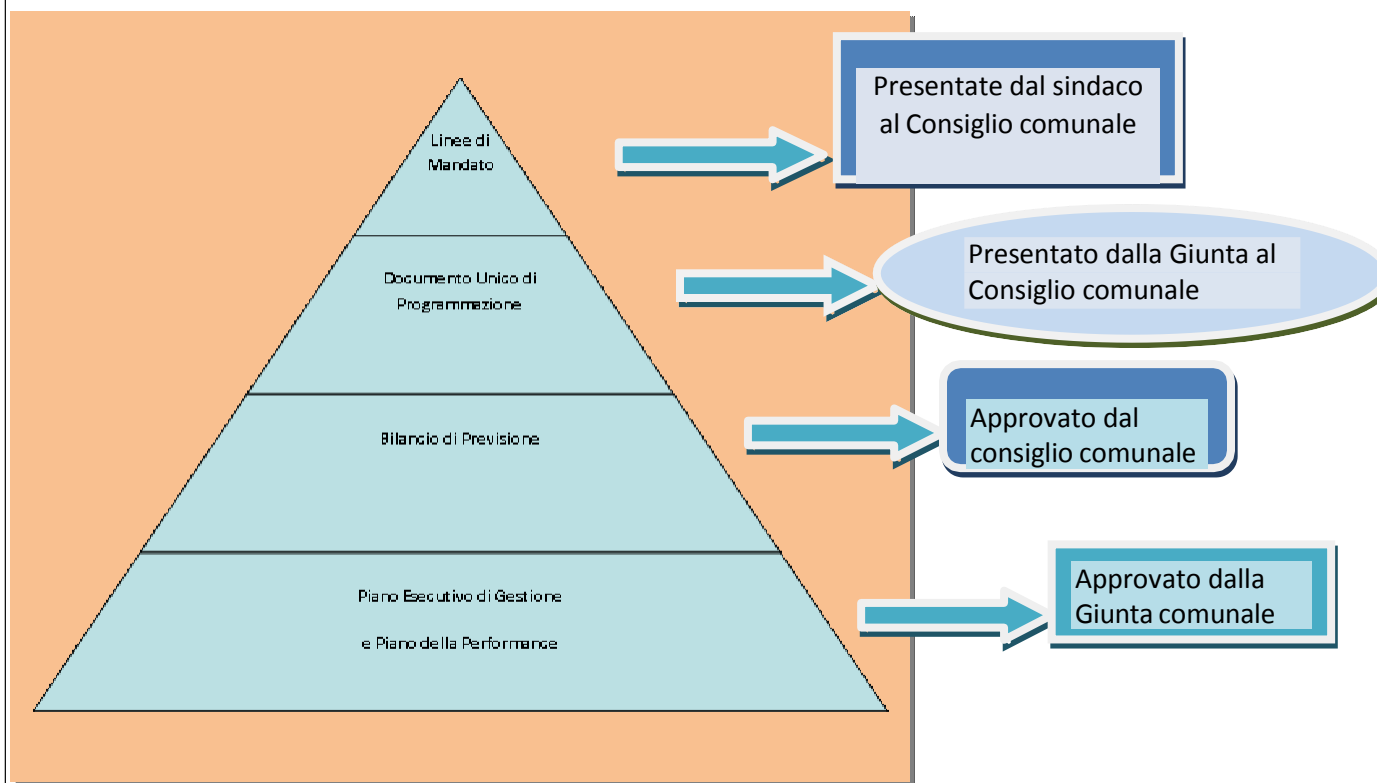 Linee di
Mandato
Presentate dal sindaco
al Consiglio comunale
Documento Unico di
Programmazione
Presentato dalla Giunta al
Consiglio comunale
Bilancio di Previsione
Approvato dal
consiglio comunale
Piano Esecutivo di Gestione
e Piano della Performance
Approvato dalla
Giunta comunale